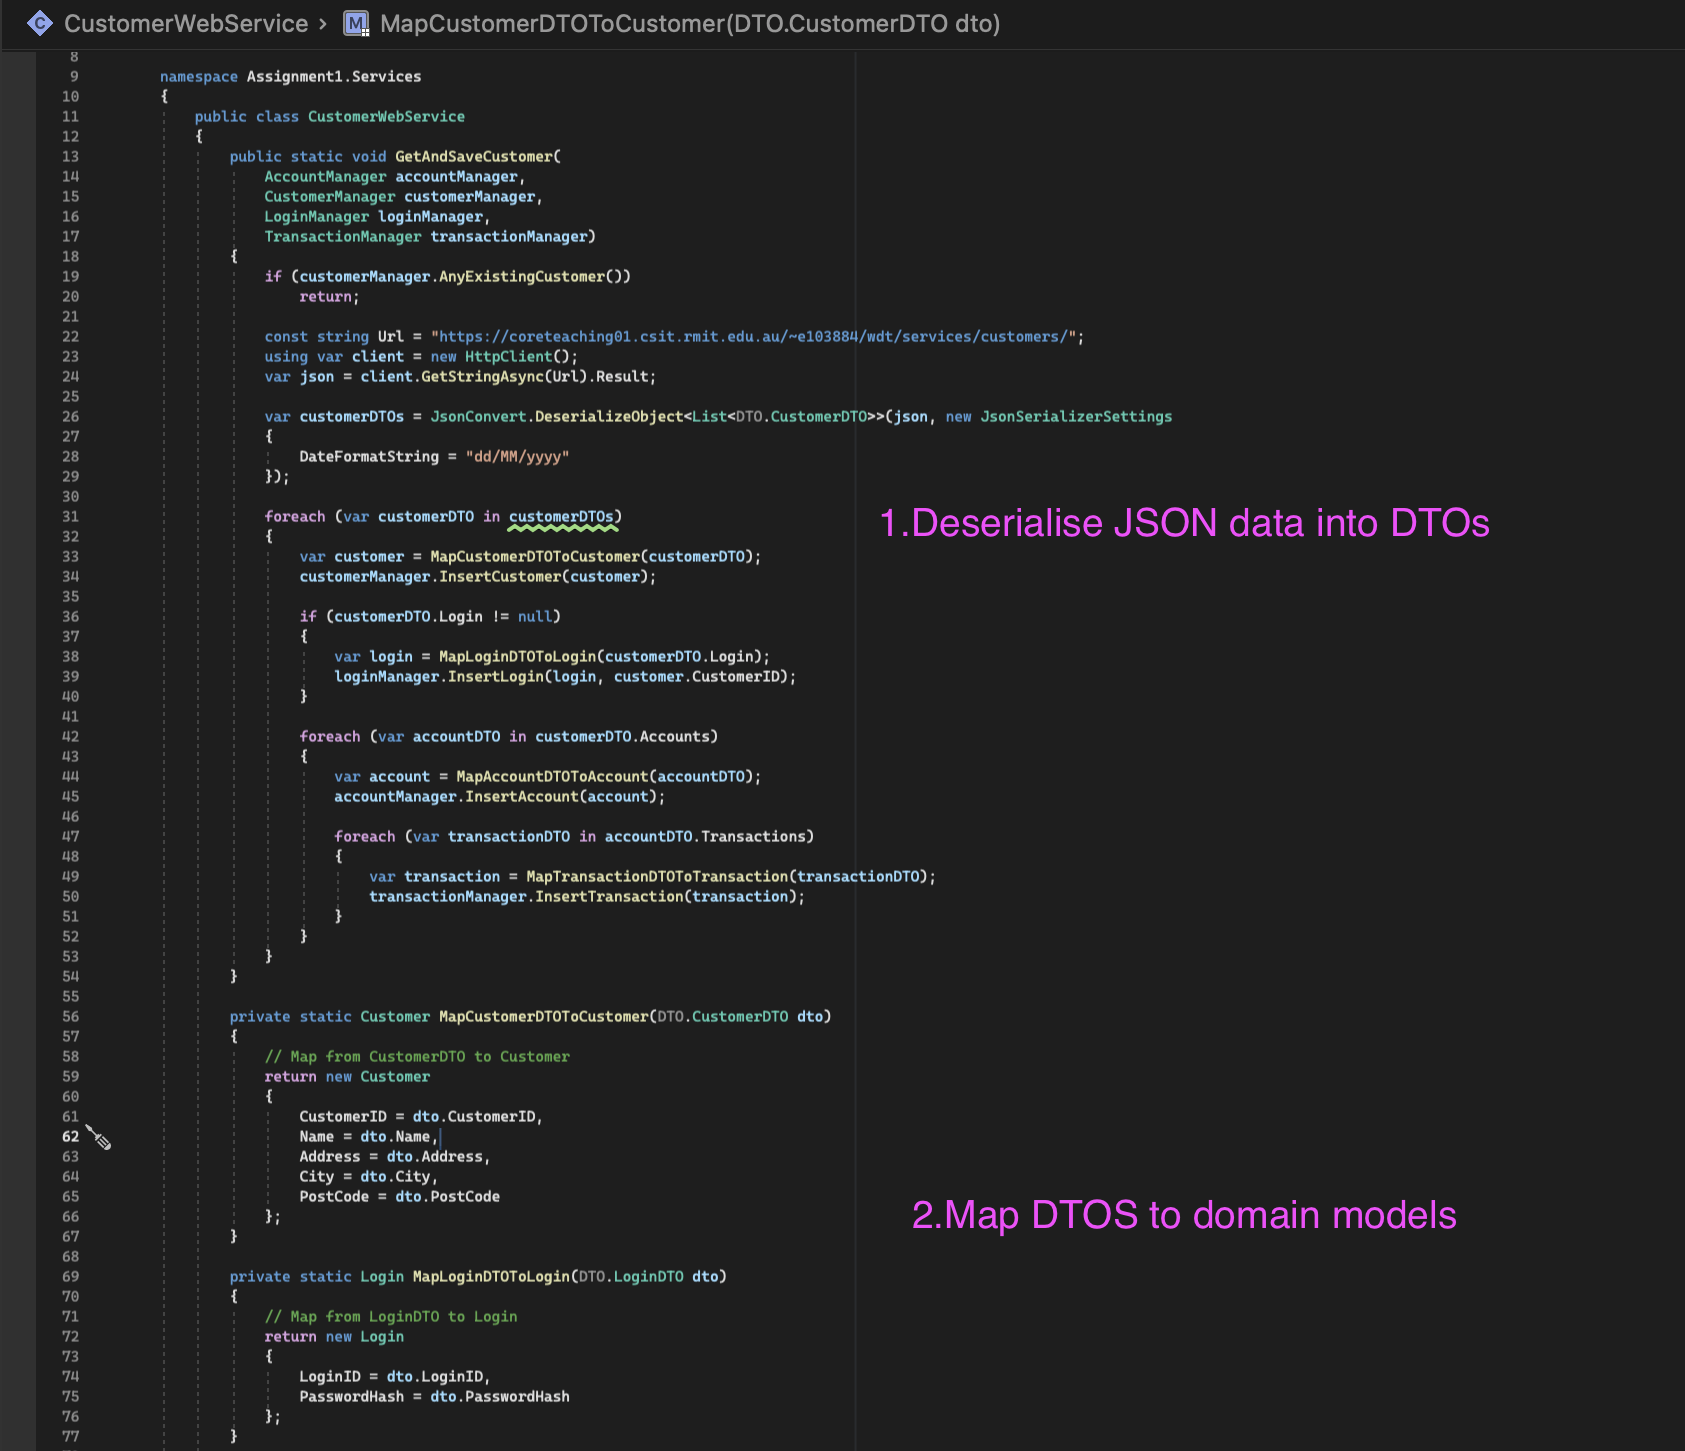 CustomerWebService › M MapCustomerDTOToCustomer(DTO.CustomerDTO dto)
8
9 namespace Assignment1.Services
10 {
11 public class CustomerWebService
12 {
13 public static void GetAndSaveCustomer(
14 AccountManager accountManager,
15 CustomerManager customerManager,
16 LoginManager loginManager,
17 TransactionManager transactionManager)
18 {
19 if (customerManager.AnyExistingCustomer())
20 return;
21
22 const string Url = "https://coreteaching01.csit.rmit.edu.au/~e103884/wdt/services/customers/";
23 using var client = new HttpClient();
24 var json = client.GetStringAsync(Url).Result;
25
26 var customerDTOs = JsonConvert.DeserializeObject<List<DTO.CustomerDTO>>(json, new JsonSerializerSettings
27 {
28 DateFormatString = "dd/MM/yyyy"
29 });
30
31 foreach (var customerDTO in customerDTOs)
1.Deserialise JSON data into DTOs
32 {
33 var customer = MapCustomerDTOToCustomer(customerDTO);
34 customerManager.InsertCustomer(customer);
35
36 if (customerDTO.Login != null)
37 {
38 var login = MapLoginDTOToLogin(customerDTO.Login);
39 loginManager.InsertLogin(login, customer.CustomerID);
40 }
41
42 foreach (var accountDTO in customerDTO.Accounts)
43 {
44 var account = MapAccountDTOToAccount(accountDTO);
45 accountManager.InsertAccount(account);
46
47 foreach (var transactionDTO in accountDTO.Transactions)
48 {
49 var transaction = MapTransactionDTOToTransaction(transactionDTO);
50 transactionManager.InsertTransaction(transaction);
51 }
52 }
53 }
54 }
55
56 private static Customer MapCustomerDTOToCustomer(DTO.CustomerDTO dto)
57 {
58 // Map from CustomerDTO to Customer
59 return new Customer
60 {
61 CustomerID = dto.CustomerID,
62 Name = dto.Name,
63 Address = dto.Address,
64 City = dto.City,
65 PostCode = dto.PostCode
66 };
2.Map DTOS to domain models
67 }
68
69 private static Login MapLoginDTOToLogin(DTO.LoginDTO dto)
70 {
71 // Map from LoginDTO to Login
72 return new Login
73 {
74 LoginID = dto.LoginID,
75 PasswordHash = dto.PasswordHash
76 };
77 }